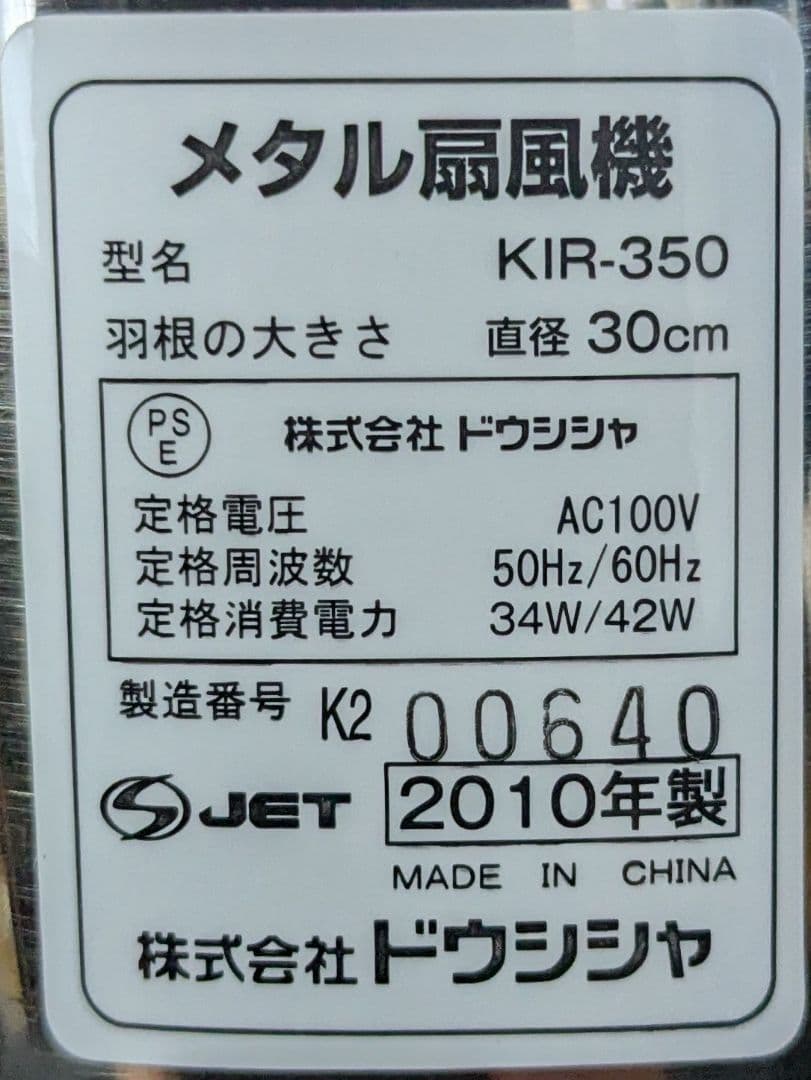 メタル扇風機
型名 KIR-350
羽根の大きさ 直径 30cm
PS
E
株式会社 ドウシシャ
定格電圧 AC100V
定格周波数 50Hz/60Hz
定格消費電力 34W/42W
製造番号 K2 00640
S JET 2010年製
MADE IN CHINA
株式会社ドウシシャ